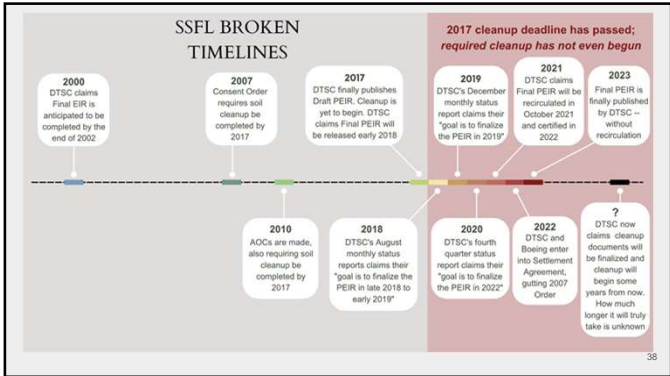 SSFL BROKEN
TIMELINES
2017 cleanup deadline has passed;
required cleanup has not even begun
2000
DTSC claims
Final EIR is
anticipated to be
completed by the
end of 2002
2007
Consent Order
requires soil
cleanup be
completed by
2017
2017
DTSC finally publishes
Draft PEIR. Cleanup is
yet to begin. DTSC
claims Final PEIR will
be released early 2018
2019
DTSC's December
monthly status
report claims their
"goal is to finalize
the PEIR in 2019"
2021
DTSC claims
Final PEIR will be
recirculated in
October 2021
and certified in
2022
2023
Final PEIR is
finally published
by DTSC --
without
recirculation
2010
AOCs are made,
also requiring soil
cleanup be
completed by
2017
2018
DTSC's August
monthly status
reports claims their
"goal is to finalize
the PEIR in late 2018 to
early 2019"
2020
DTSC's fourth
quarter status
report claims their
"goal is to finalize
the PEIR in 2022"
2022
DTSC and
Boeing enter
into Settlement
Agreement,
gutting 2007
Order
?
DTSC now
claims cleanup
documents will
be finalized and
cleanup will
begin some
years from now.
How much
longer it will truly
take is unknown
38